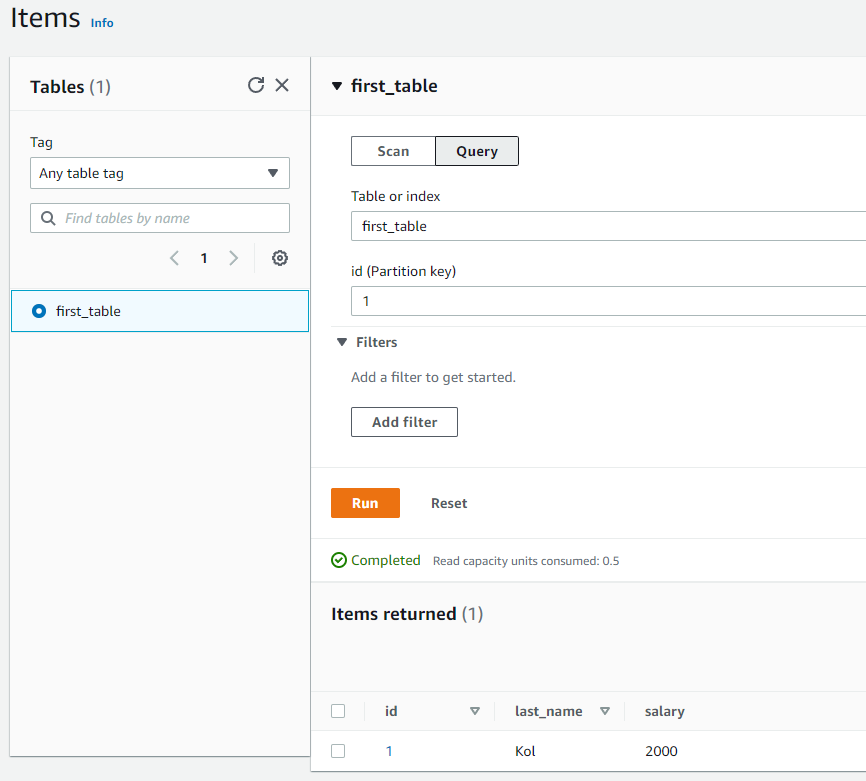 Items Info
Tables (1)
Tag
Any table tag
Find tables by name
1
first_table
first_table
Scan Query
Table or index
first_table
id (Partition key)
1
Filters
Add a filter to get started.
Add filter
Run Reset
Completed Read capacity units consumed: 0.5
Items returned (1)
id last_name salary
1 Kol 2000